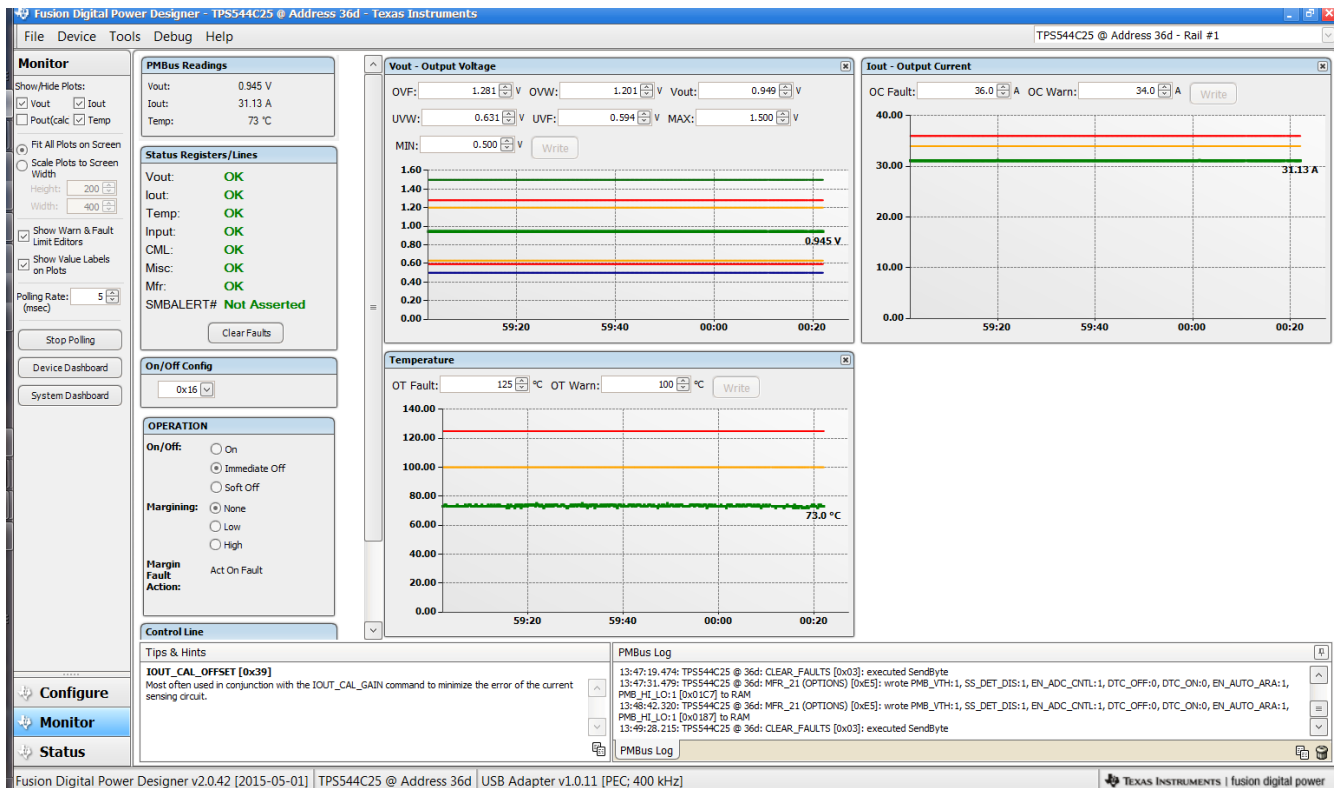 Fusion Digital Power Designer - TPS544C25 @ Address 36d - Texas Instruments
File Device Tools Debug Help
TPS544C25 @ Address 36d - Rail #1
Monitor
Show/Hide Plots:
Vout Iout
Pout(calc Temp
Fit All Plots on Screen
Scale Plots to Screen
Width
Height: 200
Width: 400
Show Warn & Fault
Limit Editors
Show Value Labels
on Plots
Polling Rate: 5
(msec)
Stop Polling
Device Dashboard
System Dashboard
Configure
Monitor
Status
PMBus Readings
Vout: 0.945 V
Iout: 31.13 A
Temp: 73 °C
Status Registers/Lines
Vout: OK
Iout: OK
Temp: OK
Input: OK
CML: OK
Misc: OK
Mfr: OK
SMBALERT# Not Asserted
Clear Faults
On/Off Config
0x16
OPERATION
On/Off: On
Immediate Off
Soft Off
Margining: None
Low
High
Margin
Fault
Action:
Act On Fault
Control Line
Vout - Output Voltage
OVF: 1.281 V OVW: 1.201 V Vout: 0.949 V
UVW: 0.631 V UVF: 0.594 V MAX: 1.500 V
MIN: 0.500 V Write
1.60
1.40
1.20
1.00
0.80
0.60
0.40
0.20
0.00
0.945 V
59:20 59:40 00:00 00:20
Iout - Output Current
OC Fault: 36.0 A OC Warn: 34.0 A Write
40.00
30.00
20.00
10.00
0.00
31.13 A
59:20 59:40 00:00 00:20
Temperature
OT Fault: 125 °C OT Warn: 100 °C Write
140.00
120.00
100.00
80.00
60.00
40.00
20.00
0.00
73.0 °C
59:20 59:40 00:00 00:20
Tips & Hints
IOUT_CAL_OFFSET [0x39]
Most often used in conjunction with the IOUT_CAL_GAIN command to minimize the error of the current
sensing circuit.
PMBus Log
13:47:19.474: TPS544C25 @ 36d: CLEAR_FAULTS [0x03]: executed SendByte
13:47:31.479: TPS544C25 @ 36d: MFR_21 (OPTIONS) [0xE5]: wrote PMB_VTH:1, SS_DET_DIS:1, EN_ADC_CNTL:1, DTC_OFF:0, DTC_ON:0, EN_AUTO_ARA:1,
PMB_HI_LO:1 [0x01C7] to RAM
13:48:42.320: TPS544C25 @ 36d: MFR_21 (OPTIONS) [0xE5]: wrote PMB_VTH:1, SS_DET_DIS:1, EN_ADC_CNTL:1, DTC_OFF:0, DTC_ON:0, EN_AUTO_ARA:1,
PMB_HI_LO:1 [0x0187] to RAM
13:49:28.215: TPS544C25 @ 36d: CLEAR_FAULTS [0x03]: executed SendByte
PMBus Log
Fusion Digital Power Designer v2.0.42 [2015-05-01] TPS544C25 @ Address 36d USB Adapter v1.0.11 [PEC; 400 kHz]
TEXAS INSTRUMENTS | fusion digital power